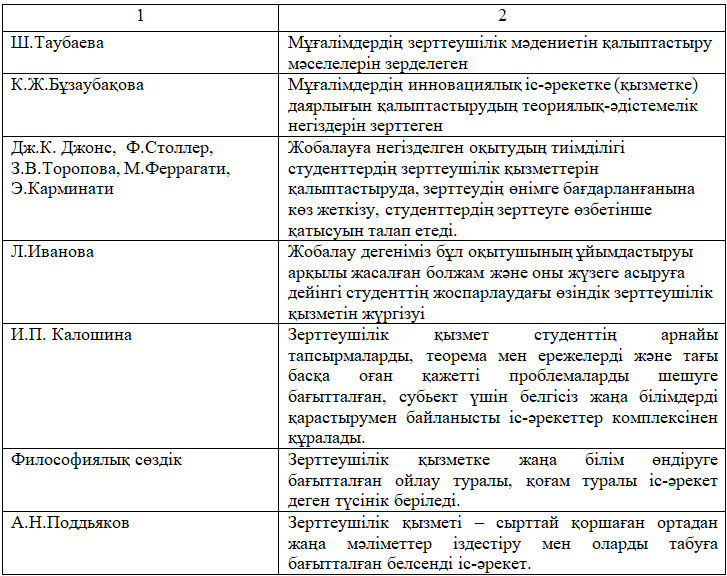 1 2
Ш.Таубаева Мұғалімдердің зерттеушілік мәдениетін қалыптастыру
мәселелерін зерделеген
К.Ж.Бұзаубақова Мұғалімдердің инновациялық іс-әрекетке (қызметке)
даярлығын қалыптастырудың теориялық-әдістемелік
негіздерін зерттеген
Дж.К. Джонс, Ф.Столлер, Жобалауға негізделген оқытудың тиімділігі
З.В.Торопова, М.Феррагати, студенттердің зерттеушілік қызметтерін
Э.Карминати қалыптастыруда, зерттеудің өнімге бағдарланғанына
көз жеткізу, студенттердің зерттеуге өзбетінше
қатысуын талап етеді.
Л.Иванова Жобалау дегеніміз бұл оқытушының ұйымдастыруы
арқылы жасалған болжам және оны жүзеге асыруға
дейінгі студенттің жоспарлаудағы өзіндік зерттеушілік
қызметін жүргізуі
И.П. Калошина Зерттеушілік қызмет студенттің арнайы
тапсырмаларды, теорема мен ережелерді және тағы
басқа оған қажетті проблемаларды шешуге
бағытталған, субъект үшін белгісіз жаңа білімдерді
қарастырумен байланысты іс-әрекеттер комплексінен
құралады.
Философиялық сөздік Зерттеушілік қызметке жаңа білім өндіруге
бағытталған ойлау туралы, қоғам туралы іс-әрекет
деген түсінік беріледі.
А.Н.Поддьяков Зерттеушілік қызметі – сырттай қоршаған ортадан
жаңа мәліметтер іздестіру мен оларды табуға
бағытталған белсенді іс-әрекет.